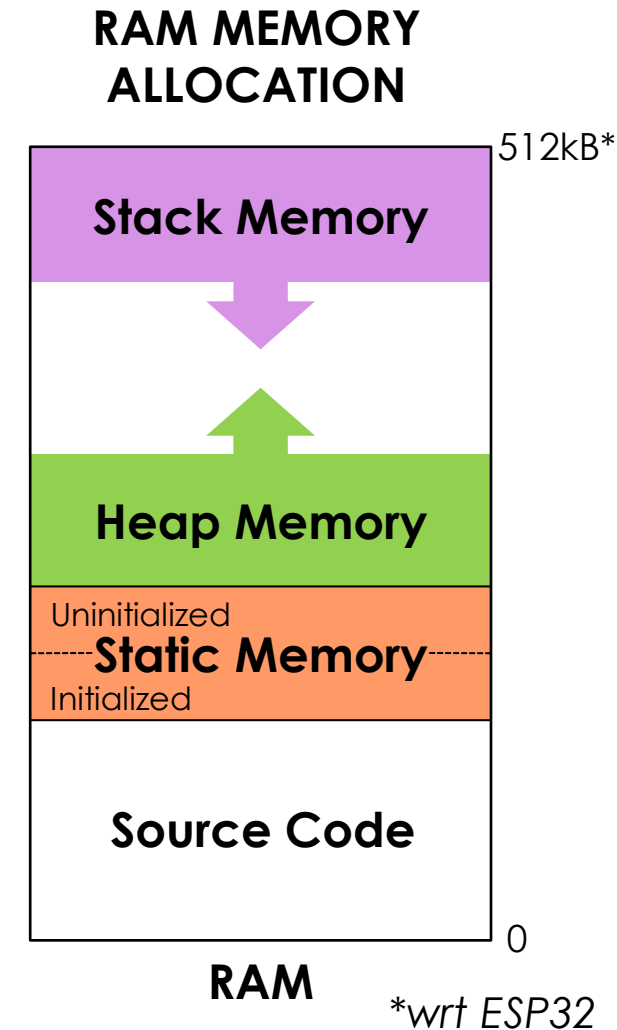 RAM MEMORY
ALLOCATION
512kB*
Stack Memory
Heap Memory
Uninitialized
Static Memory
Initialized
Source Code
0
RAM
*wrt ESP32